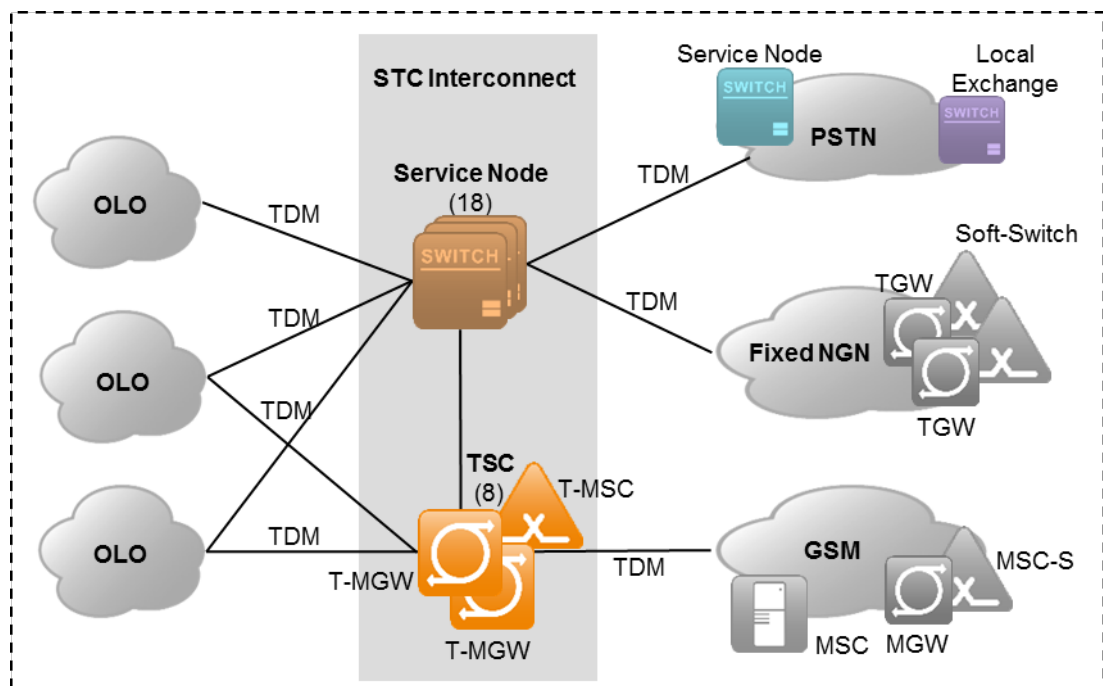 STC Interconnect
Service Node
(18)
SWITCH
OLO
TDM
OLO
TDM
TDM
OLO
TDM
TSC
(8)
T-MSC
T-MGW
T-MGW
Service Node
SWITCH
Local
Exchange
SWITCH
PSTN
TDM
Soft-Switch
TGW
TDM
Fixed NGN
TGW
GSM
TDM
MSC-S
MSC
MGW